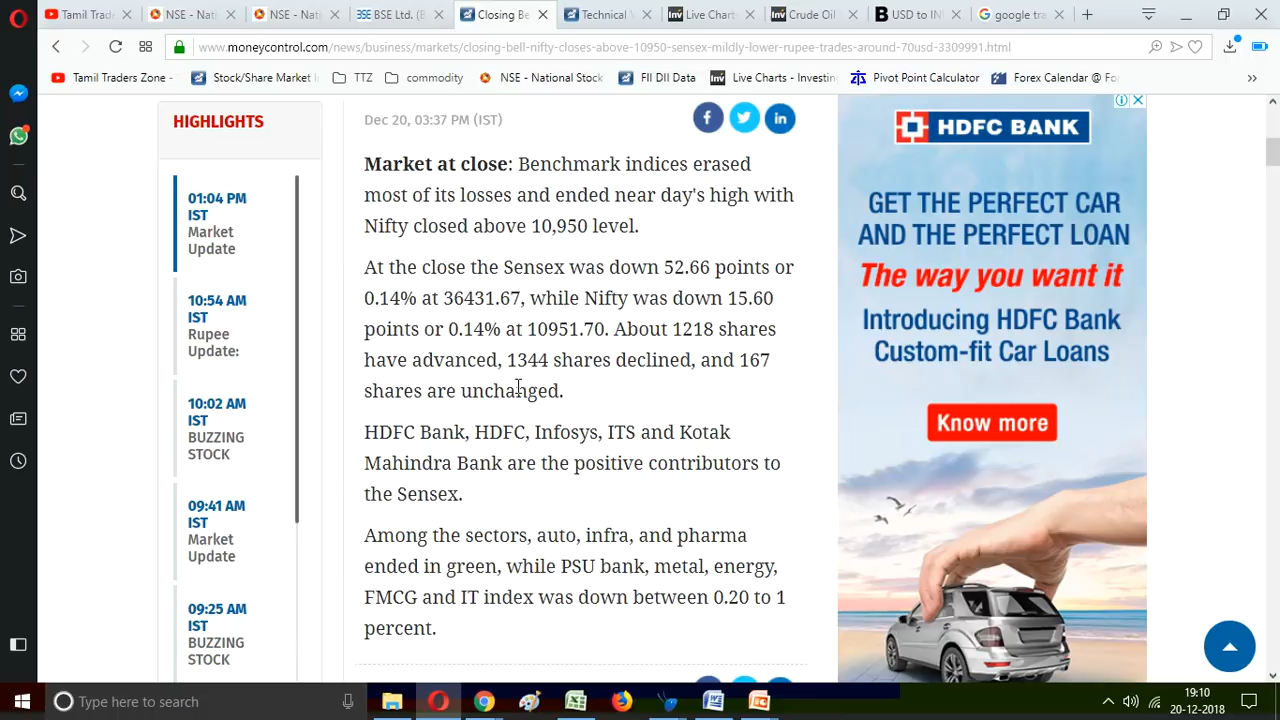 Tamil Tra
NSE - Nati
NSE - Nati
BSE Ltd. (B
Closing Be
Technical
Live Charts
Crude Oil
USD to IN
google tra
www.moneycontrol.com/news/business/markets/closing-bell-nifty-closes-above-10950-sensex-mildly-lower-rupee-trades-around-70usd-3309991.html
Tamil Traders Zone -
Stock/Share Market I
TTZ
commodity
NSE - National Stock
FII DII Data
Live Charts - Investi
Pivot Point Calculator
Forex Calendar @ Fo
HIGHLIGHTS
01:04 PM
IST
Market
Update
10:54 AM
IST
Rupee
Update:
10:02 AM
IST
BUZZING
STOCK
09:41 AM
IST
Market
Update
09:25 AM
IST
BUZZING
STOCK
Dec 20, 03:37 PM (IST)
Market at close: Benchmark indices erased
most of its losses and ended near day's high with
Nifty closed above 10,950 level.
At the close the Sensex was down 52.66 points or
0.14% at 36431.67, while Nifty was down 15.60
points or 0.14% at 10951.70. About 1218 shares
have advanced, 1344 shares declined, and 167
shares are unchanged.
HDFC Bank, HDFC, Infosys, ITS and Kotak
Mahindra Bank are the positive contributors to
the Sensex.
Among the sectors, auto, infra, and pharma
ended in green, while PSU bank, metal, energy,
FMCG and IT index was down between 0.20 to 1
percent.
HDFC BANK
GET THE PERFECT CAR
AND THE PERFECT LOAN
The way you want it
Introducing HDFC Bank
Custom-fit Car Loans
Know more
Type here to search
19:10
20-12-2018